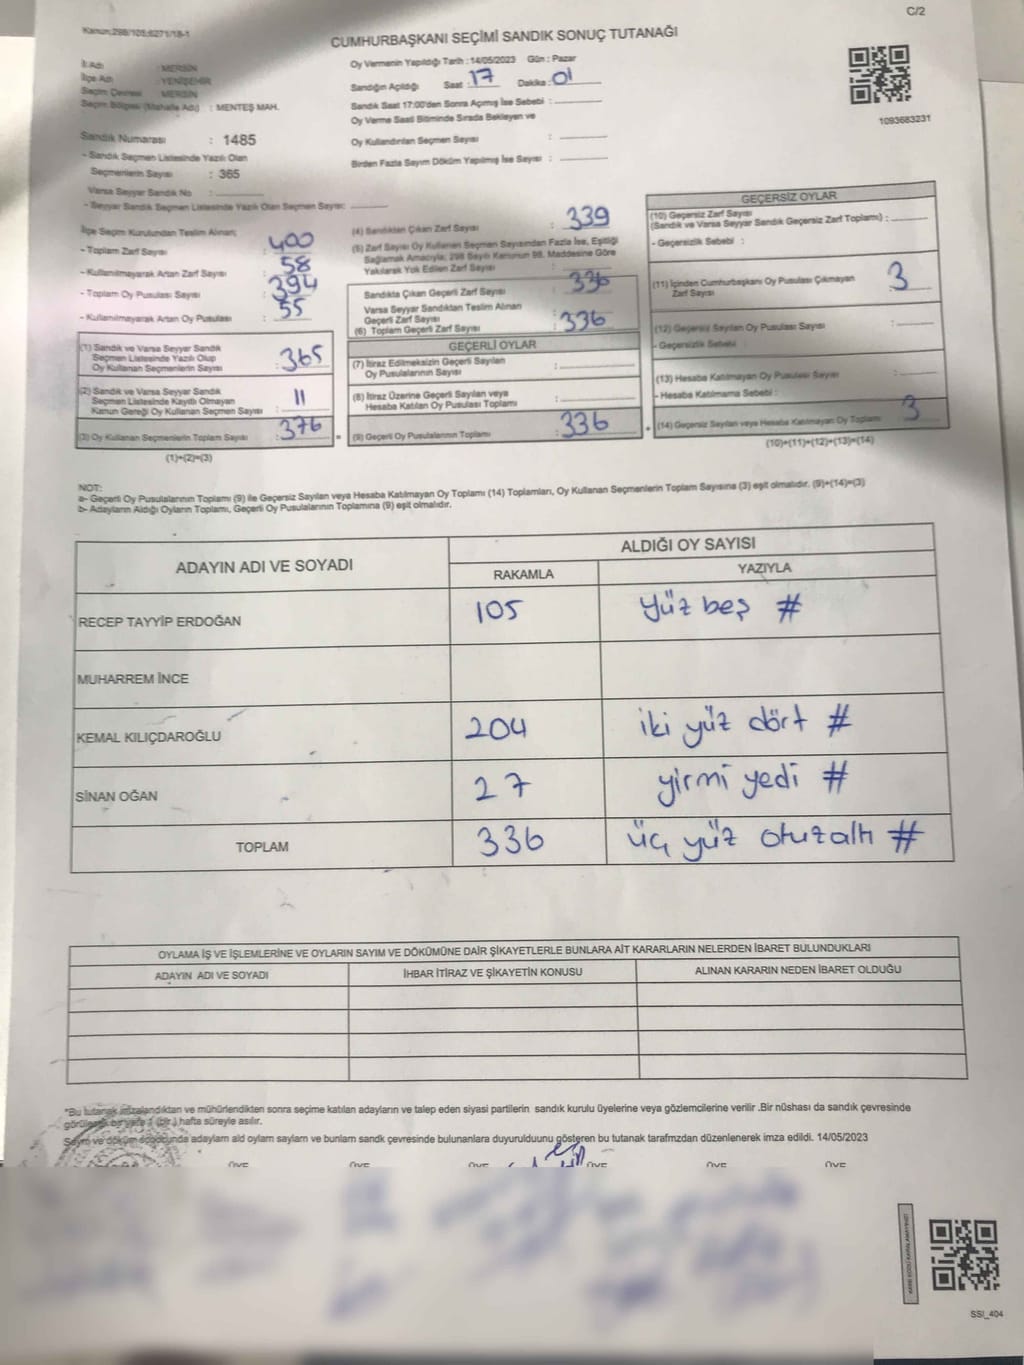 C/2
Kanun:298/105;6271/18-1
CUMHURBAŞKANI SEÇİMİ SANDIK SONUÇ TUTANAĞI
İl Adı : MERSİN
İlçe Adı : YENİŞEHİR
Seçim Çevresi : MERSİN
Seçim Bölgesi (Mahalle Adı) : MENTEŞ MAH.
Sandık Numarası : 1485
- Sandık Seçmen Listesinde Yazılı Olan
Seçmenlerin Sayısı : 365
Varsa Seyyar Sandık No :
- Seyyar Sandık Seçmen Listesinde Yazılı Olan Seçmen Sayısı:
Oy Vermenin Yapıldığı Tarih : 14/05/2023 Gün : Pazar
Sandığın Açıldığı Saat : 17 Dakika : 01
Sandık Saat 17:00'den Sonra Açımış İse Sebebi :
Oy Verme Saati Bitiminde Sırada Bekleyen ve
Oy Kullandırılan Seçmen Sayısı :
Birden Fazla Sayım Döküm Yapılmış İse Sayısı :
1093683231
İlçe Seçim Kurulundan Teslim Alınan;
- Toplam Zarf Sayısı : 400
- Kullanılmayarak Artan Zarf Sayısı : 58
- Toplam Oy Pusulası Sayısı : 394
- Kullanılmayarak Artan Oy Pusulası : 55
(1) Sandık ve Varsa Seyyar Sandık
Seçmen Listesinde Yazılı Olup
Oy Kullanan Seçmenlerin Sayısı : 365
(2) Sandık ve Varsa Seyyar Sandık
Seçmen Listesinde Kayıtlı Olmayan
Kanun Gereği Oy Kullanan Seçmen Sayısı : 11
(3) Oy Kullanan Seçmenlerin Toplam Sayısı : 376
(1)+(2)=(3)
(4) Sandıktan Çıkan Zarf Sayısı : 339
(5) Zarf Sayısı Oy Kullanan Seçmen Sayısından Fazla İse, Eşitliği
Sağlamak Amacıyla; 298 Sayılı Kanunun 98. Maddesine Göre
Yakılarak Yok Edilen Zarf Sayısı :
Sandıkta Çıkan Geçerli Zarf Sayısı : 336
Varsa Seyyar Sandıktan Teslim Alınan
Geçerli Zarf Sayısı :
(6) Toplam Geçerli Zarf Sayısı : 336
GEÇERLİ OYLAR
(7) İtiraz Edilmeksizin Geçerli Sayılan
Oy Pusulalarının Sayısı :
(8) İtiraz Üzerine Geçerli Sayılan veya
Hesaba Katılan Oy Pusulası Toplamı :
= (9) Geçerli Oy Pusulalarının Toplamı : 336
GEÇERSİZ OYLAR
(10) Geçersiz Zarf Sayısı
(Sandık ve Varsa Seyyar Sandık Geçersiz Zarf Toplamı) :
- Geçersizlik Sebebi :
(11) İçinden Cumhurbaşkanı Oy Pusulası Çıkmayan
Zarf Sayısı : 3
(12) Geçersiz Sayılan Oy Pusulası Sayısı :
- Geçersizlik Sebebi :
(13) Hesaba Katılmayan Oy Pusulası Sayısı :
- Hesaba Katılmama Sebebi :
+ (14) Geçersiz Sayılan veya Hesaba Katılmayan Oy Toplamı : 3
(10)+(11)+(12)+(13)=(14)
NOT:
a- Geçerli Oy Pusulalarının Toplamı (9) ile Geçersiz Sayılan veya Hesaba Katılmayan Oy Toplamı (14) Toplamları, Oy Kullanan Seçmenlerin Toplam Sayısına (3) eşit olmalıdır. (9)+(14)=(3)
b- Adayların Aldığı Oyların Toplamı, Geçerli Oy Pusulalarının Toplamına (9) eşit olmalıdır.
ADAYIN ADI VE SOYADI
ALDIĞI OY SAYISI
RAKAMLA YAZIYLA
RECEP TAYYİP ERDOĞAN 105 Yüz beş #
MUHARREM İNCE
KEMAL KILIÇDAROĞLU 204 iki yüz dört #
SİNAN OĞAN 27 yirmi yedi #
TOPLAM 336 üç yüz otuzaltı #
OYLAMA İŞ VE İŞLEMLERİNE VE OYLARIN SAYIM VE DÖKÜMÜNE DAİR ŞİKAYETLERLE BUNLARA AİT KARARLARIN NELERDEN İBARET BULUNDUKLARI
ADAYIN ADI VE SOYADI İHBAR İTİRAZ VE ŞİKAYETİN KONUSU ALINAN KARARIN NEDEN İBARET OLDUĞU
"Bu tutanak imzalandıktan ve mühürlendikten sonra seçime katılan adayların ve talep eden siyasi partilerin sandık kurulu üyelerine veya gözlemcilerine verilir .Bir nüshası da sandık çevresinde
görülecek bir yere 1 (bir ) hafta süreyle asılır.
Sayım ve döküm sonunda adayların ald oyların sayların ve bunların sandık çevresinde bulunanlara duyurulduunu gösteren bu tutanak tarafmzdan düzenlenerek imza edildi. 14/05/2023
ÜYE ÜYE ÜYE ÜYE ÜYE ÜYE
SSI_404